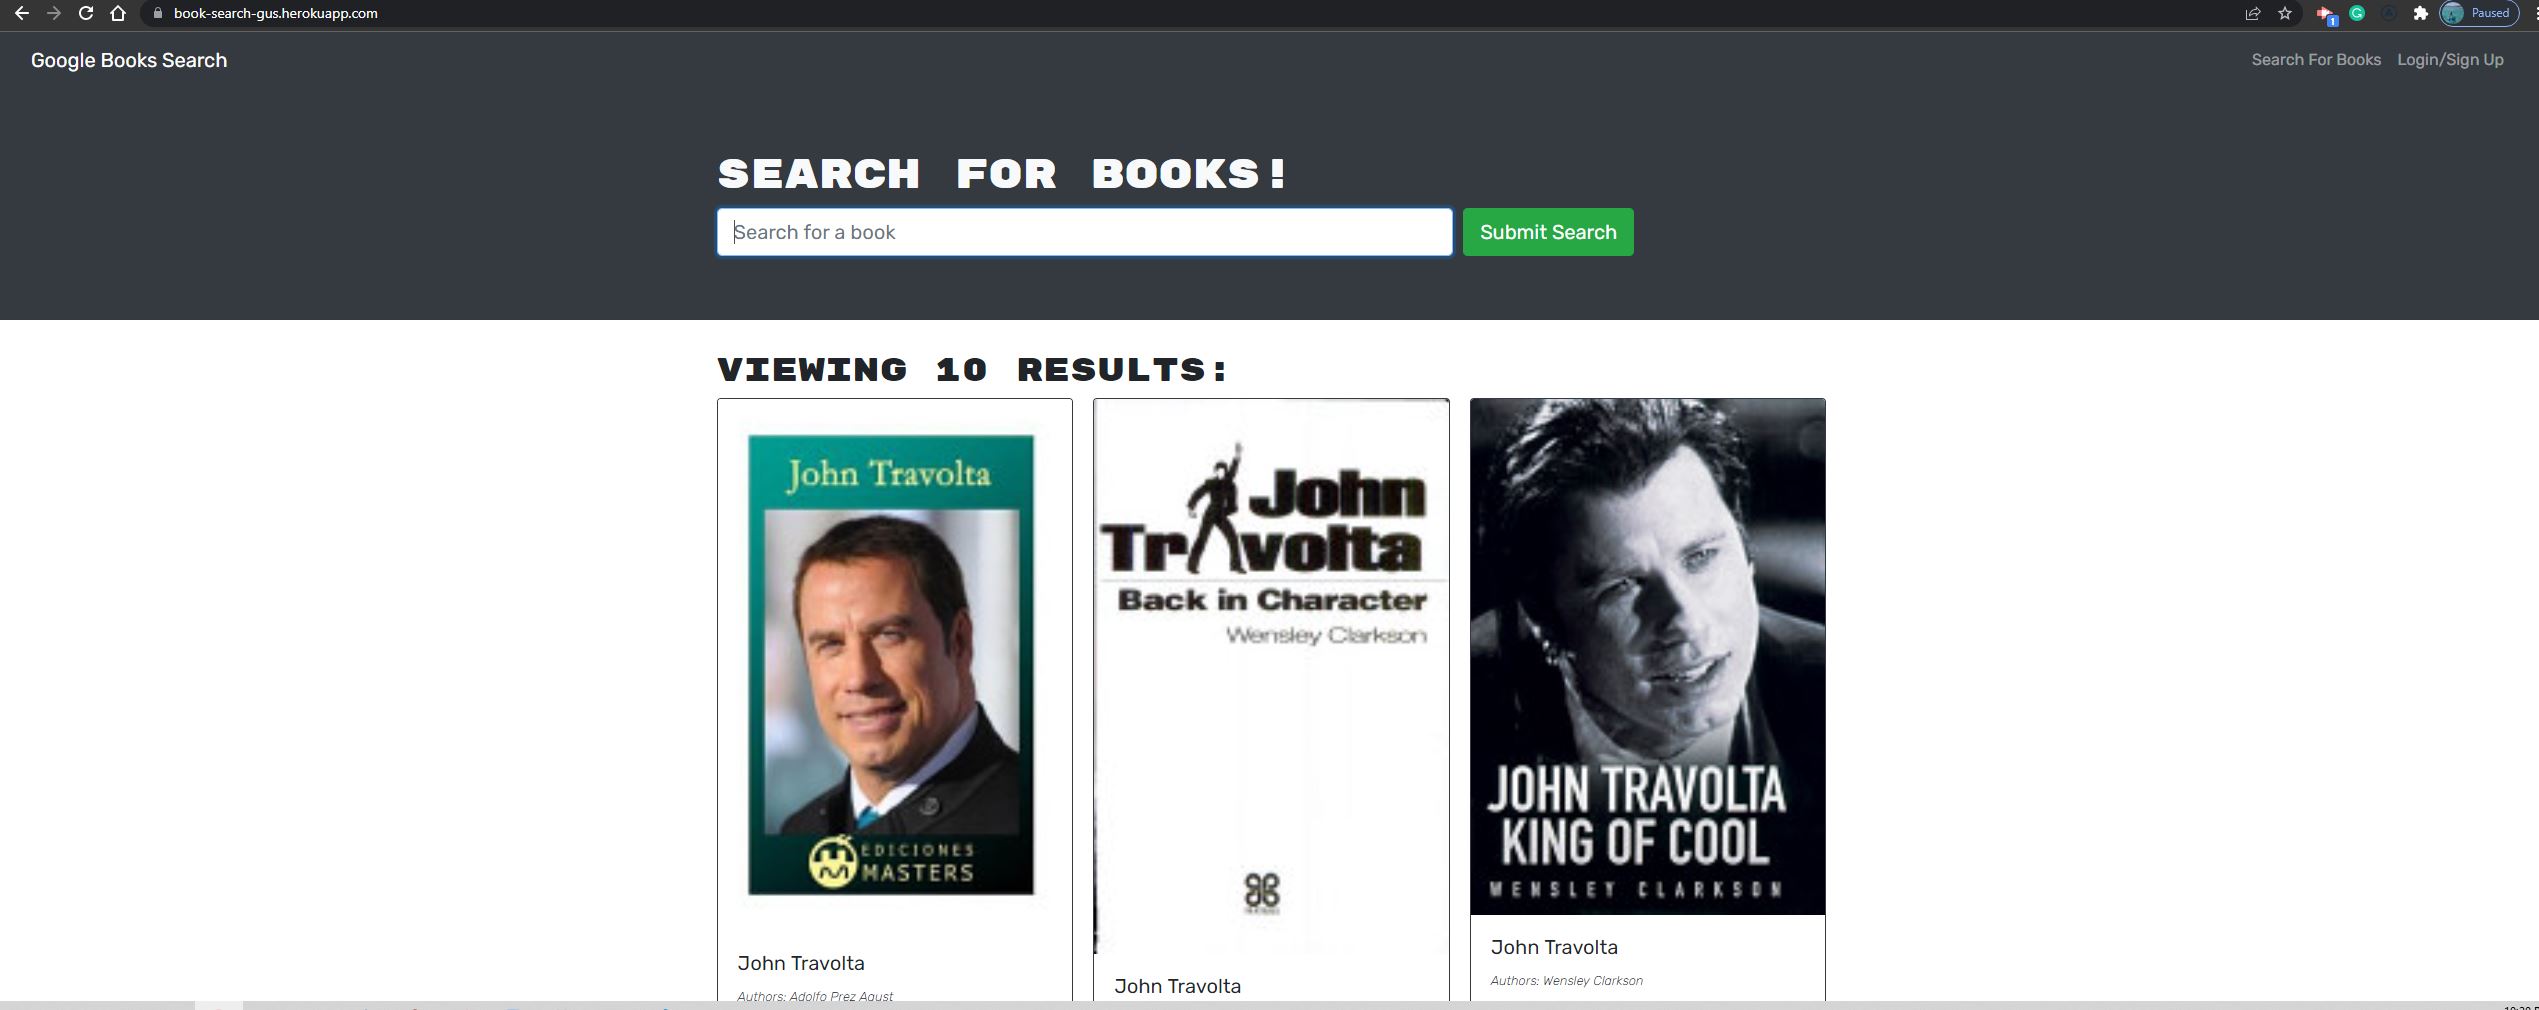 book-search-gus.herokuapp.com
1
Paused
Google Books Search
Search For Books
Login/Sign Up
SEARCH FOR BOOKS!
Search for a book
Submit Search
VIEWING 10 RESULTS:
John Travolta
EDICIONES
MASTERS
John Travolta
Authors: Adolfo Prez Agust
John
Travolta
Back in Character
Wensley Clarkson
John Travolta
JOHN TRAVOLTA
KING OF COOL
WENSLEY CLARKSON
John Travolta
Authors: Wensley Clarkson